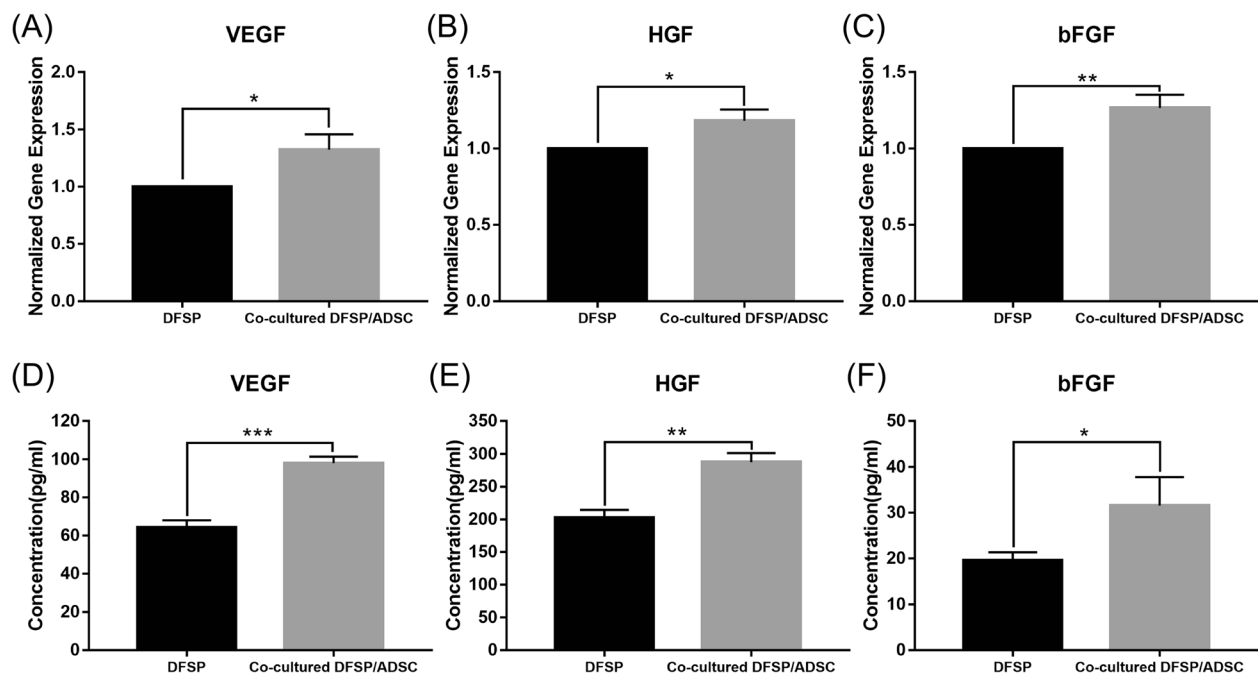 (A)
VEGF
Normalized Gene Expression
2.0
1.5
1.0
0.5
0.0
*
DFSP
Co-cultured DFSP/ADSC
(B)
HGF
Normalized Gene Expression
1.5
1.0
0.5
0.0
*
DFSP
Co-cultured DFSP/ADSC
(C)
bFGF
Normalized Gene Expression
1.5
1.0
0.5
0.0
**
DFSP
Co-cultured DFSP/ADSC
(D)
VEGF
Concentration(pg/ml)
120
100
80
60
40
20
0
***
DFSP
Co-cultured DFSP/ADSC
(E)
HGF
Concentration(pg/ml)
350
300
250
200
150
100
50
0
**
DFSP
Co-cultured DFSP/ADSC
(F)
bFGF
Concentration(pg/ml)
50
40
30
20
10
0
*
DFSP
Co-cultured DFSP/ADSC